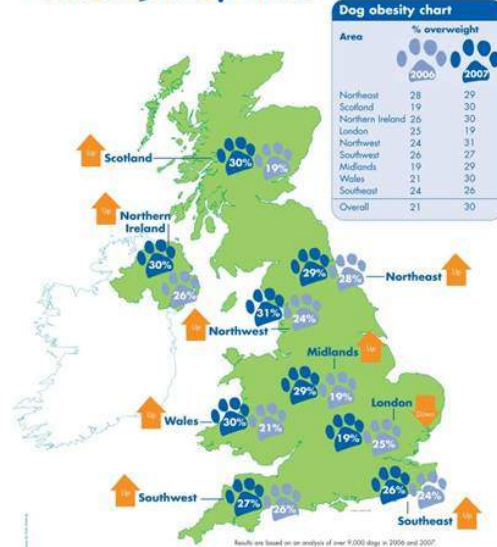 Dog obesity chart
Area
% overweight
2006
2007
Northeast 28 29
Scotland 19 30
Northern Ireland 26 30
London 25 19
Northwest 24 31
Southwest 26 27
Midlands 19 29
Wales 21 30
Southeast 24 26
Overall 21 30
Up
Scotland
30%
19%
Up
Northern
Ireland
30%
26%
29%
28%
Northeast
Up
31%
24%
Up
Northwest
Midlands
Up
29%
19%
London
Down
Up
Wales
30%
21%
19%
25%
Up
Southwest
27%
26%
26%
24%
Southeast
Up
Results are based on an analysis of over 9,000 dogs in 2006 and 2007.